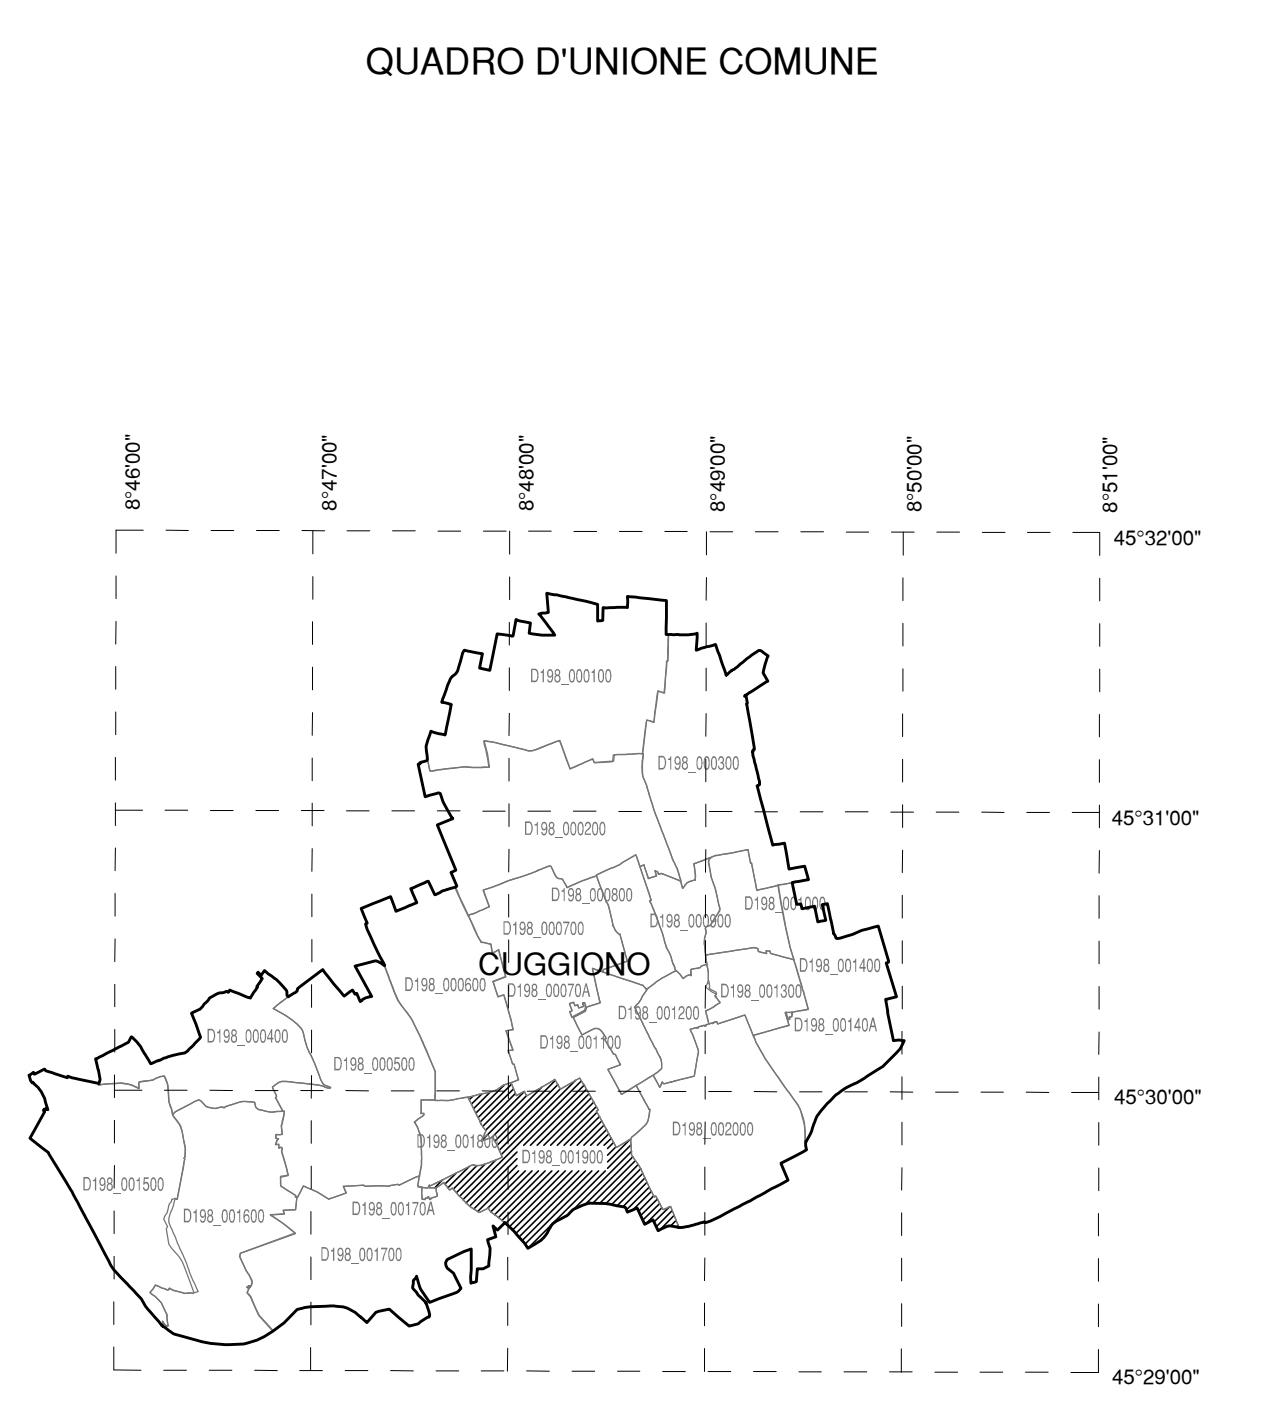 QUADRO D'UNIONE COMUNE
8°46'00"
8°47'00"
8°48'00"
8°49'00"
8°50'00"
8°51'00"
45°32'00"
D198_000100
D198_000300
45°31'00"
D198_000200
D198_000800
D198_001000
D198_000900
D198_000700
CUGGIONO
D198_001400
D198_000600
D198_00070A
D198_001300
D198_001200
D198_00140A
D198_000400
D198_001100
D198_000500
45°30'00"
D198_002000
D198_001800
D198_001900
D198_001500
D198_00170A
D198_001600
D198_001700
45°29'00"